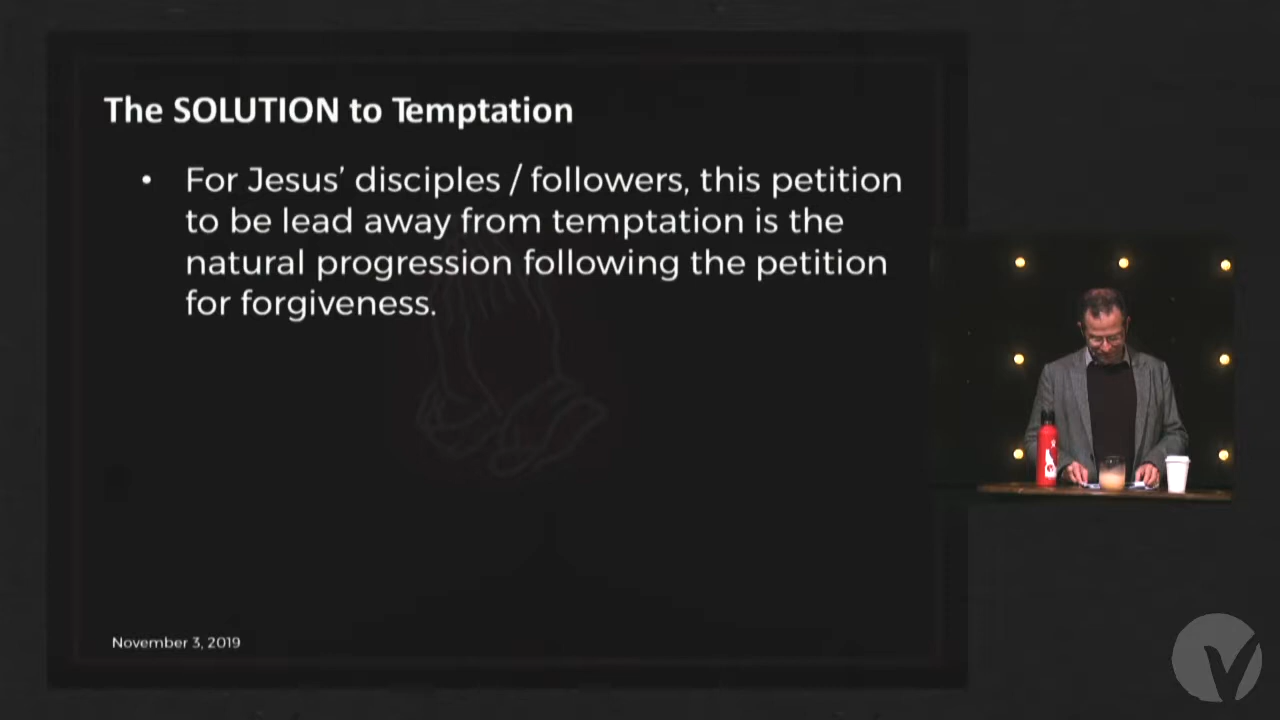 The SOLUTION to Temptation
• For Jesus’ disciples / followers, this petition
to be lead away from temptation is the
natural progression following the petition
for forgiveness.
November 3, 2019